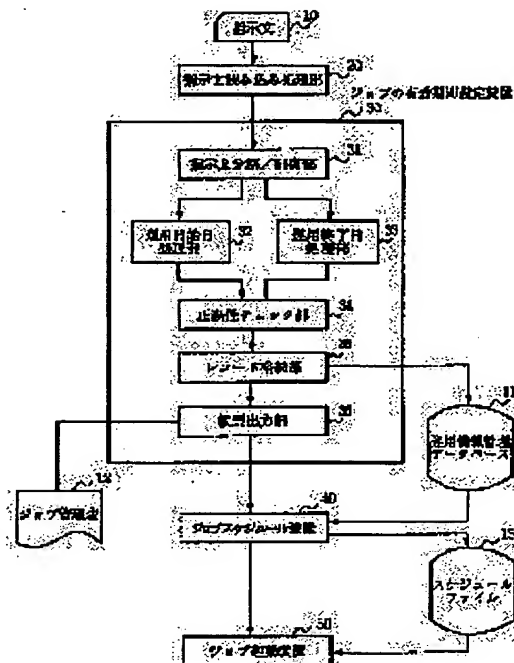 10
指示文
20
指示文読み込み処理部
ジョブの有効期間設定装置
30
31
指示文分解/判別部
運用開始日
処理部
32
運用終了日
処理部
33
正当性チェック部
34
レコード格納部
35
帳票出力部
36
11
運用情報管理
データベース
12
ジョブ管理表
40
ジョブスケジュール装置
13
スケジュール
ファイル
50
ジョブ起動装置